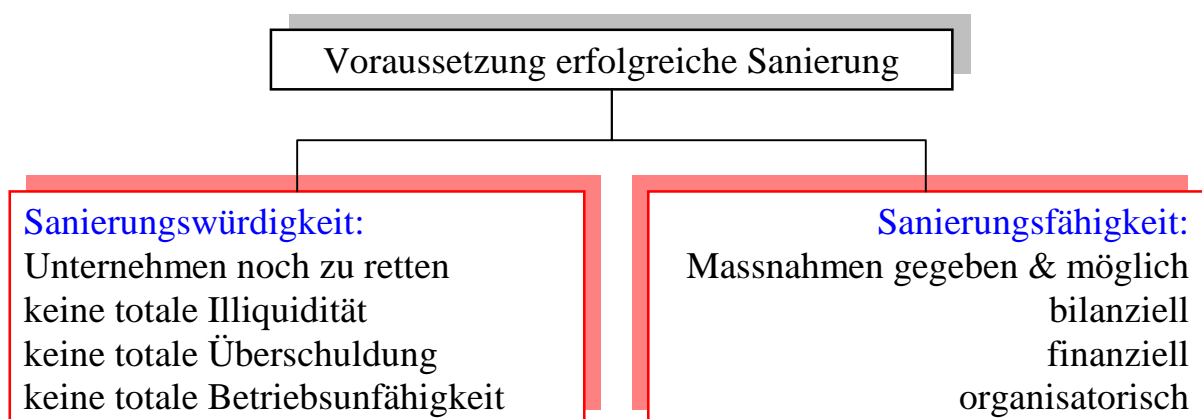 Voraussetzung erfolgreiche Sanierung
Sanierungswürdigkeit:
Unternehmen noch zu retten
keine totale Illiquidität
keine totale Überschuldung
keine totale Betriebsunfähigkeit
Sanierungsfähigkeit:
Massnahmen gegeben & möglich
bilanziell
finanziell
organisatorisch